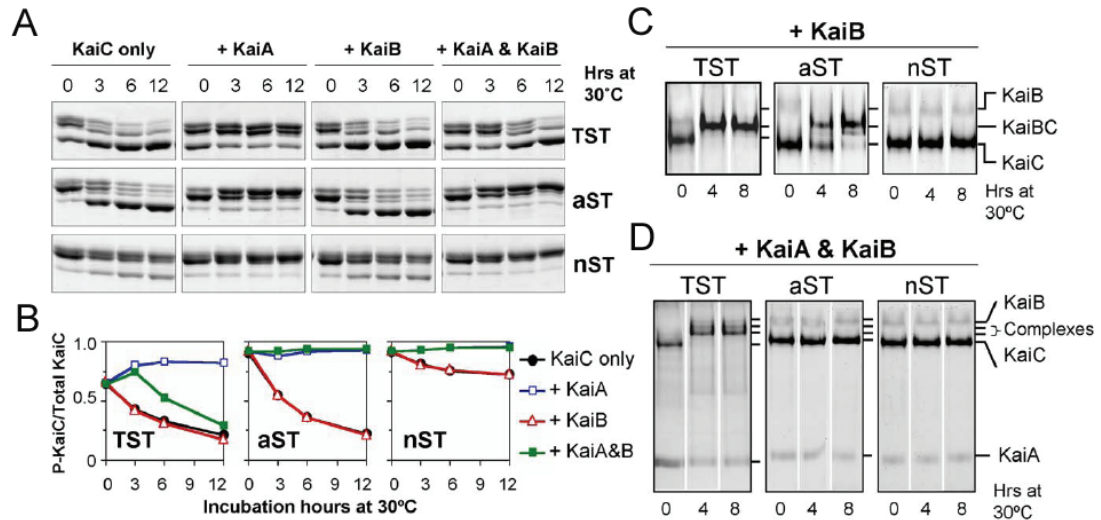 A
KaiC only + KaiA + KaiB + KaiA & KaiB
0 3 6 12 0 3 6 12 0 3 6 12 0 3 6 12 Hrs at 30˚C
TST
aST
nST
B
P-KaiC/Total KaiC
1.0
0.5
0
TST aST nST
0 3 6 9 12 0 3 6 9 12 0 3 6 9 12
Incubation hours at 30ºC
KaiC only
+ KaiA
+ KaiB
+ KaiA&B
C
+ KaiB
TST aST nST
KaiB
KaiBC
KaiC
0 4 8 0 4 8 0 4 8 Hrs at 30ºC
D
+ KaiA & KaiB
TST aST nST
KaiB
Complexes
KaiC
KaiA
0 4 8 0 4 8 0 4 8 Hrs at 30ºC